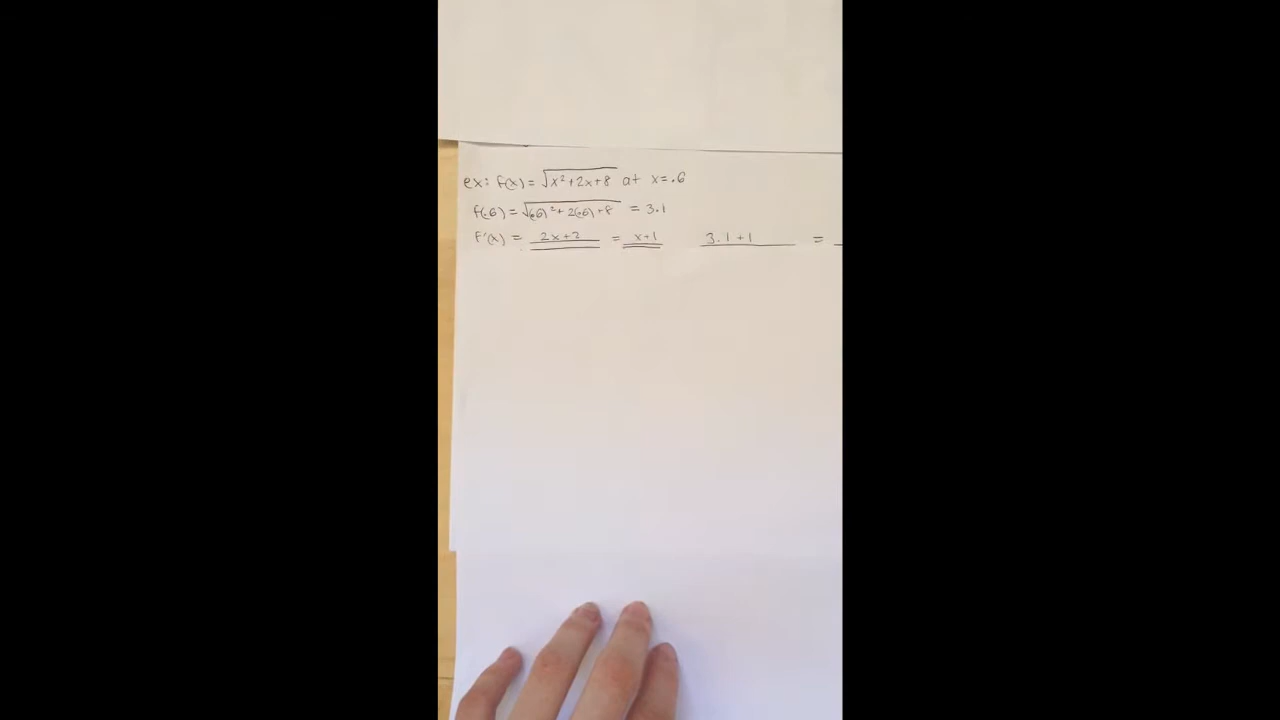 ex: f(x) = √x²+2x+8 at x=.6
f(.6) = √(.6)²+2(.6)+8 = 3.1
f'(x) = 2x+2 = x+1 3.1+1 =